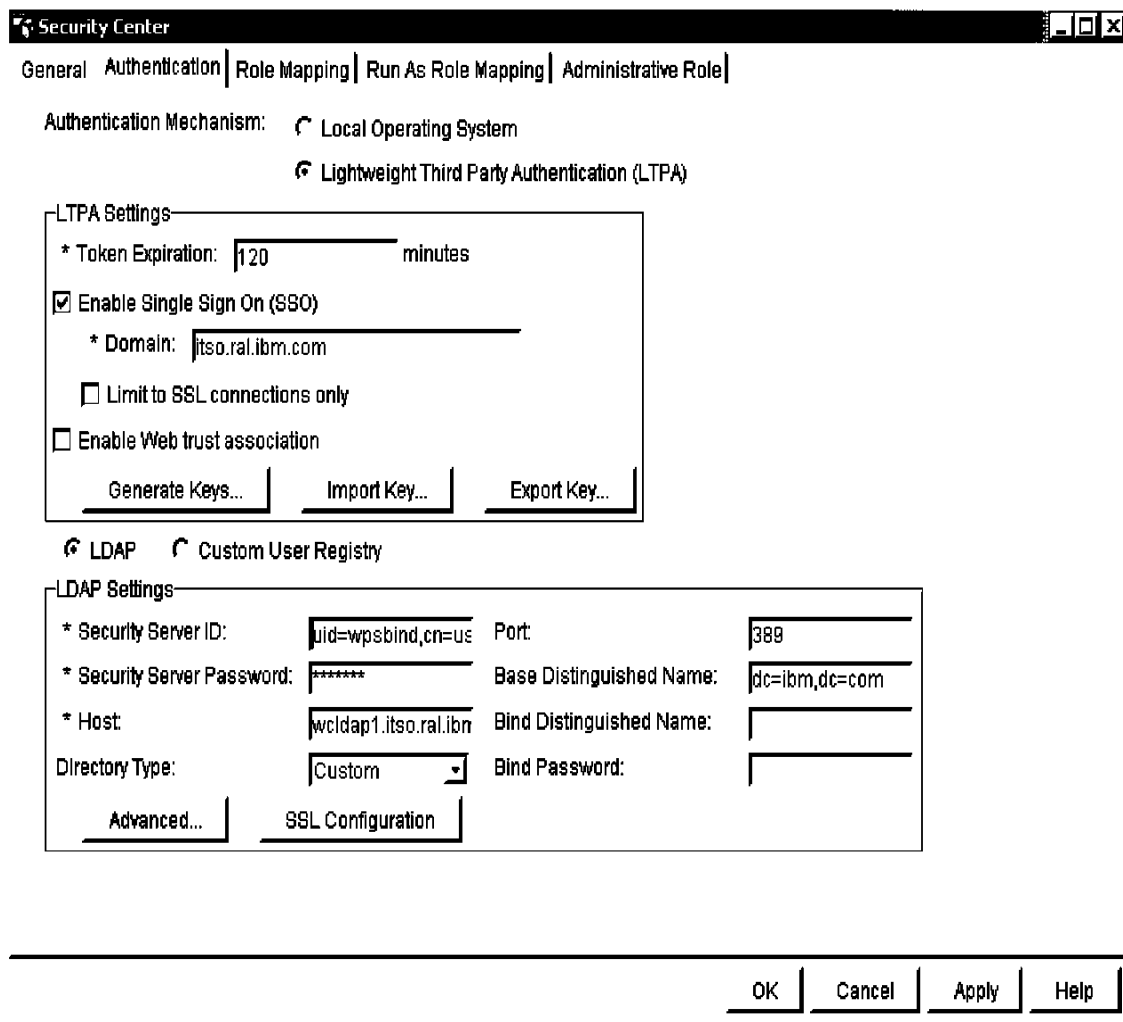 Security Center
General Authentication Role Mapping Run As Role Mapping Administrative Role
Authentication Mechanism: Local Operating System
Lightweight Third Party Authentication (LTPA)
LTPA Settings
* Token Expiration: 120 minutes
Enable Single Sign On (SSO)
* Domain: itso.ral.ibm.com
Limit to SSL connections only
Enable Web trust association
Generate Keys... Import Key... Export Key...
LDAP Custom User Registry
LDAP Settings
* Security Server ID: uid=wpsbind,cn=us Port: 389
* Security Server Password: ******* Base Distinguished Name: dc=ibm,dc=com
* Host: wcldap1.itso.ral.ibm Bind Distinguished Name:
Directory Type: Custom Bind Password:
Advanced... SSL Configuration
OK Cancel Apply Help